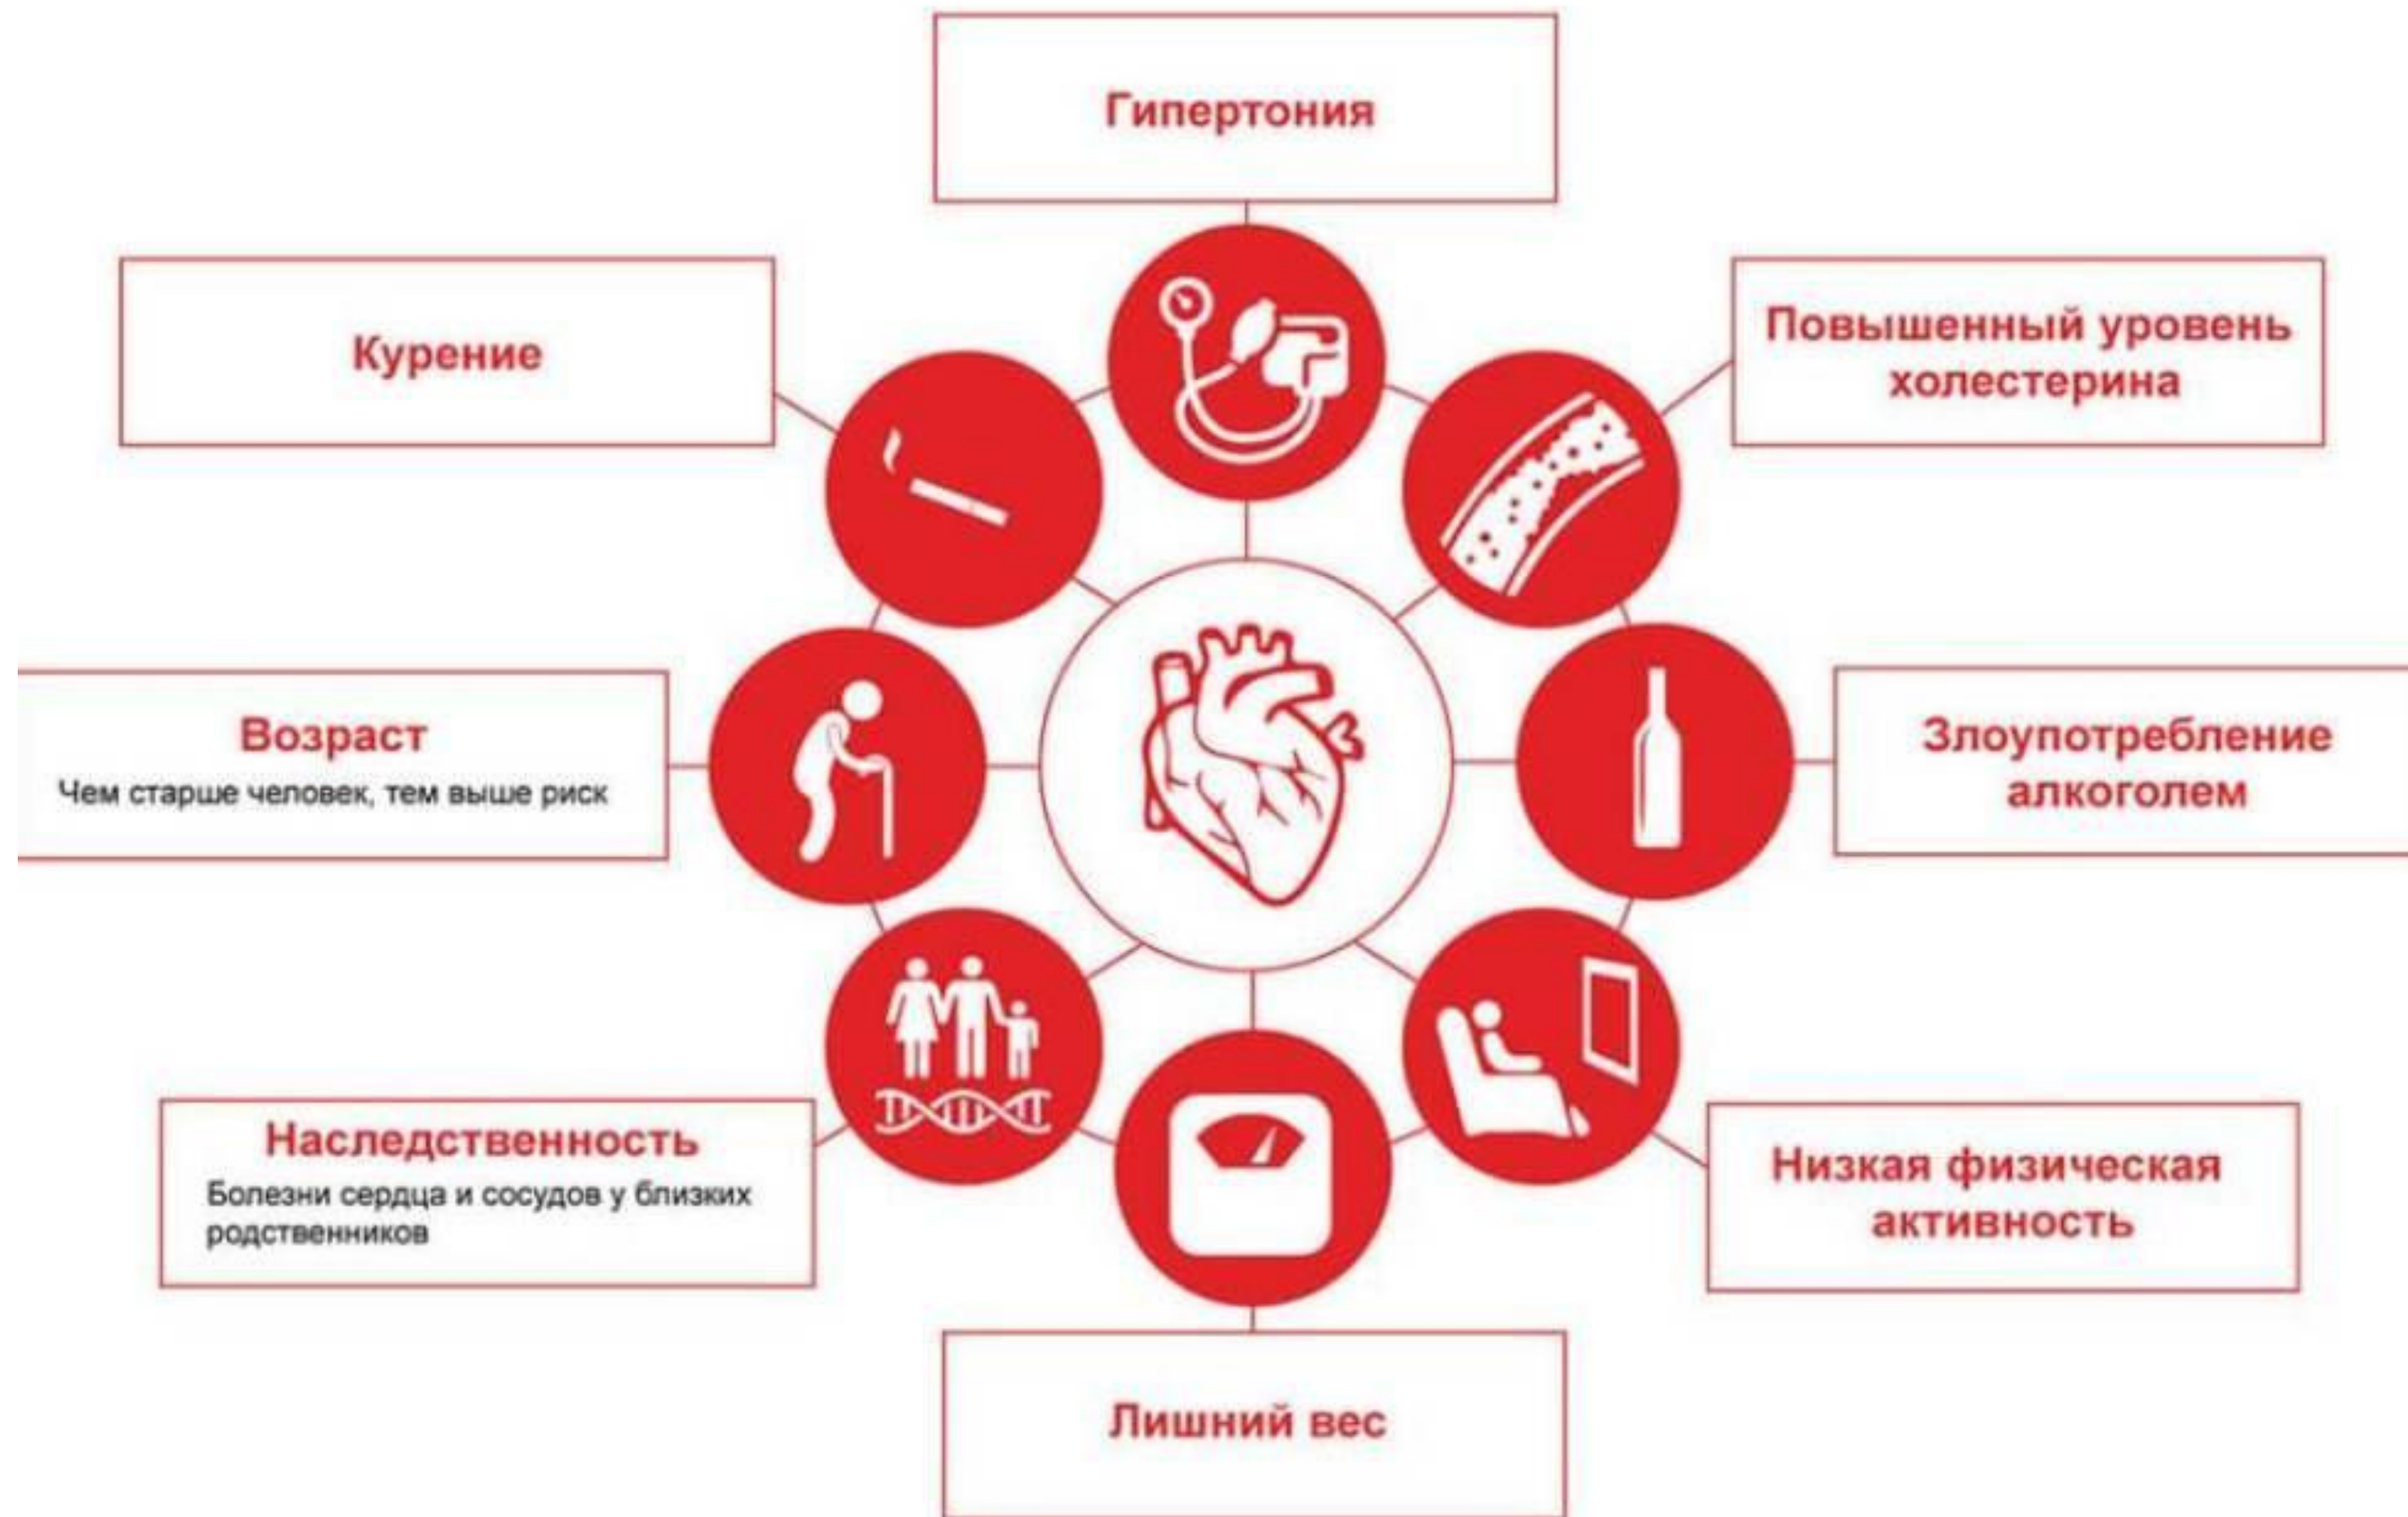 Гипертония
Курение
Повышенный уровень
холестерина
Возраст
Чем старше человек, тем выше риск
Злоупотребление
алкоголем
Наследственность
Болезни сердца и сосудов у близких
родственников
Низкая физическая
активность
Лишний вес